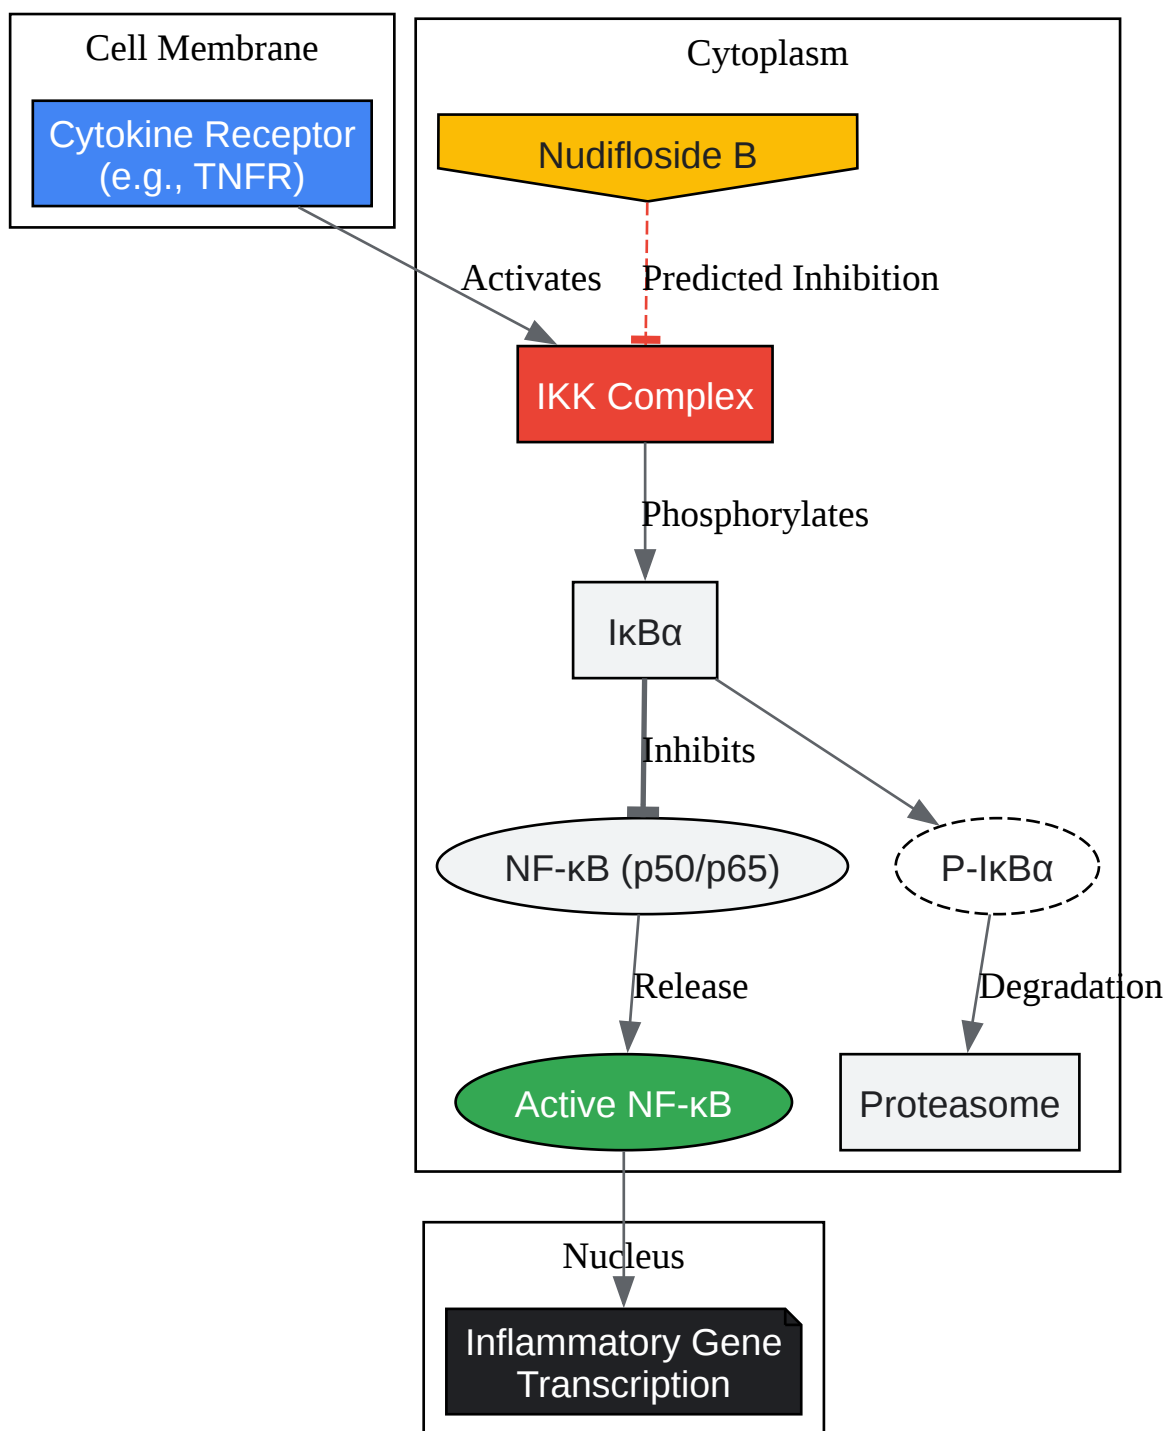 Cell Membrane
Cytokine Receptor
(e.g., TNFR)
Cytoplasm
Nudifloside B
Activates
Predicted Inhibition
IKK Complex
Phosphorylates
IκBα
Inhibits
NF-κB (p50/p65)
P-IκBα
Release
Degradation
Active NF-κB
Proteasome
Nucleus
Inflammatory Gene
Transcription